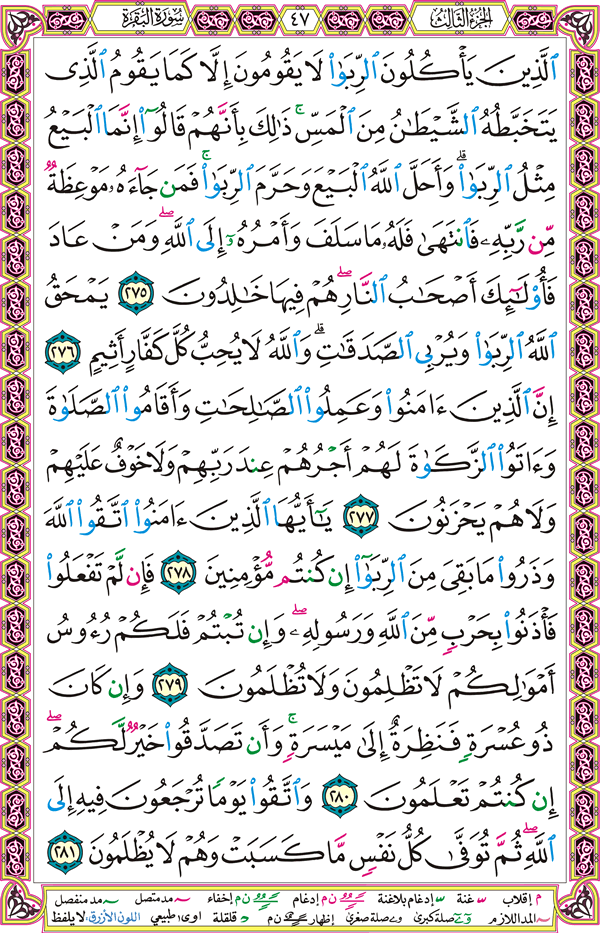 الجزء الثالث
٤٧
سورة البقرة
ٱلَّذِينَ يَأْكُلُونَ ٱلرِّبَوٰا۟ لَا يَقُومُونَ إِلَّا كَمَا يَقُومُ ٱلَّذِى
يَتَخَبَّطُهُ ٱلشَّيْطَـٰنُ مِنَ ٱلْمَسِّ ۚ ذَٰلِكَ بِأَنَّهُمْ قَالُوٓا۟ إِنَّمَا ٱلْبَيْعُ
مِثْلُ ٱلرِّبَوٰا۟ ۗ وَأَحَلَّ ٱللَّهُ ٱلْبَيْعَ وَحَرَّمَ ٱلرِّبَوٰا۟ ۚ فَمَن جَآءَهُۥ مَوْعِظَةٌ
مِّن رَّبِّهِۦ فَٱنتَهَىٰ فَلَهُۥ مَا سَلَفَ وَأَمْرُهُۥٓ إِلَى ٱللَّهِ ۖ وَمَنْ عَادَ
فَأُو۟لَـٰٓئِكَ أَصْحَـٰبُ ٱلنَّارِ ۖ هُمْ فِيهَا خَـٰلِدُونَ ٢٧٥ يَمْحَقُ
ٱللَّهُ ٱلرِّبَوٰا۟ وَيُرْبِى ٱلصَّدَقَـٰتِ ۗ وَٱللَّهُ لَا يُحِبُّ كُلَّ كَفَّارٍ أَثِيمٍ ٢٧٦
إِنَّ ٱلَّذِينَ ءَامَنُوا۟ وَعَمِلُوا۟ ٱلصَّـٰلِحَـٰتِ وَأَقَامُوا۟ ٱلصَّلَوٰةَ
وَءَاتَوُا۟ ٱلزَّكَوٰةَ لَهُمْ أَجْرُهُمْ عِندَ رَبِّهِمْ وَلَا خَوْفٌ عَلَيْهِمْ
وَلَا هُمْ يَحْزَنُونَ ٢٧٧ يَـٰٓأَيُّهَا ٱلَّذِينَ ءَامَنُوا۟ ٱتَّقُوا۟ ٱللَّهَ
وَذَرُوا۟ مَا بَقِىَ مِنَ ٱلرِّبَوٰٓا۟ إِن كُنتُم مُّؤْمِنِينَ ٢٧٨ فَإِن لَّمْ تَفْعَلُوا۟
فَأْذَنُوا۟ بِحَرْبٍ مِّنَ ٱللَّهِ وَرَسُولِهِۦ ۖ وَإِن تُبْتُمْ فَلَكُمْ رُءُوسُ
أَمْوَٰلِكُمْ لَا تَظْلِمُونَ وَلَا تُظْلَمُونَ ٢٧٩ وَإِن كَانَ
ذُو عُسْرَةٍ فَنَظِرَةٌ إِلَىٰ مَيْسَرَةٍ ۚ وَأَن تَصَدَّقُوا۟ خَيْرٌ لَّكُمْ ۖ
إِن كُنتُمْ تَعْلَمُونَ ٢٨٠ وَٱتَّقُوا۟ يَوْمًا تُرْجَعُونَ فِيهِ إِلَى
ٱللَّهِ ۖ ثُمَّ تُوَفَّىٰ كُلُّ نَفْسٍ مَّا كَسَبَتْ وَهُمْ لَا يُظْلَمُونَ ٢٨١
م إقلاب غنة إدغام بلاغنة ن م إدغام ن م إخفاء مد متصل مد منفصل
المد اللازم صلة كبرى صلة صغرى إظهار ن م قلقلة اوى: طبيعي اللون الأزرق: لا يلفظ